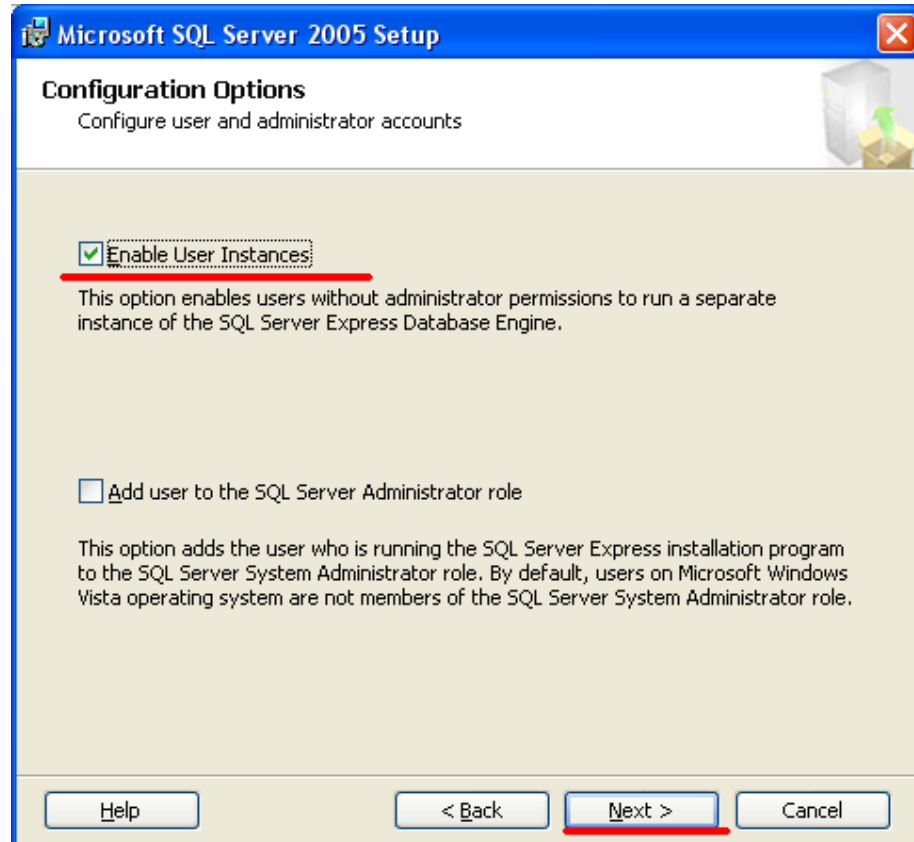 Microsoft SQL Server 2005 Setup
Configuration Options
Configure user and administrator accounts
Enable User Instances
This option enables users without administrator permissions to run a separate
instance of the SQL Server Express Database Engine.
Add user to the SQL Server Administrator role
This option adds the user who is running the SQL Server Express installation program
to the SQL Server System Administrator role. By default, users on Microsoft Windows
Vista operating system are not members of the SQL Server System Administrator role.
Help < Back Next > Cancel